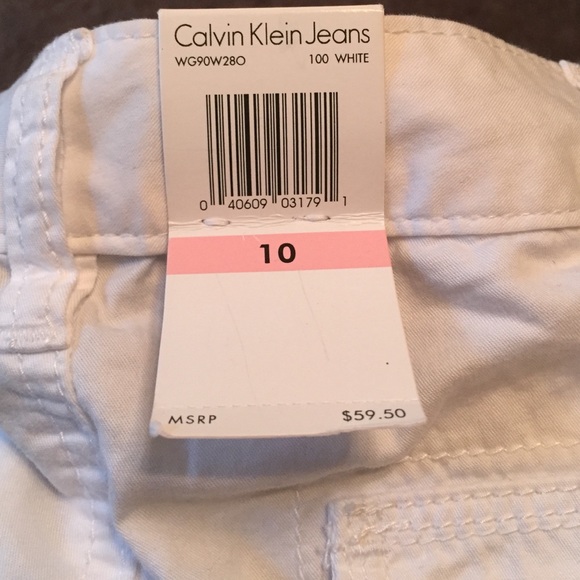 Calvin Klein Jeans
WG90W28O 100 WHITE
0 40609 03179 1
10
MSRP $59.50